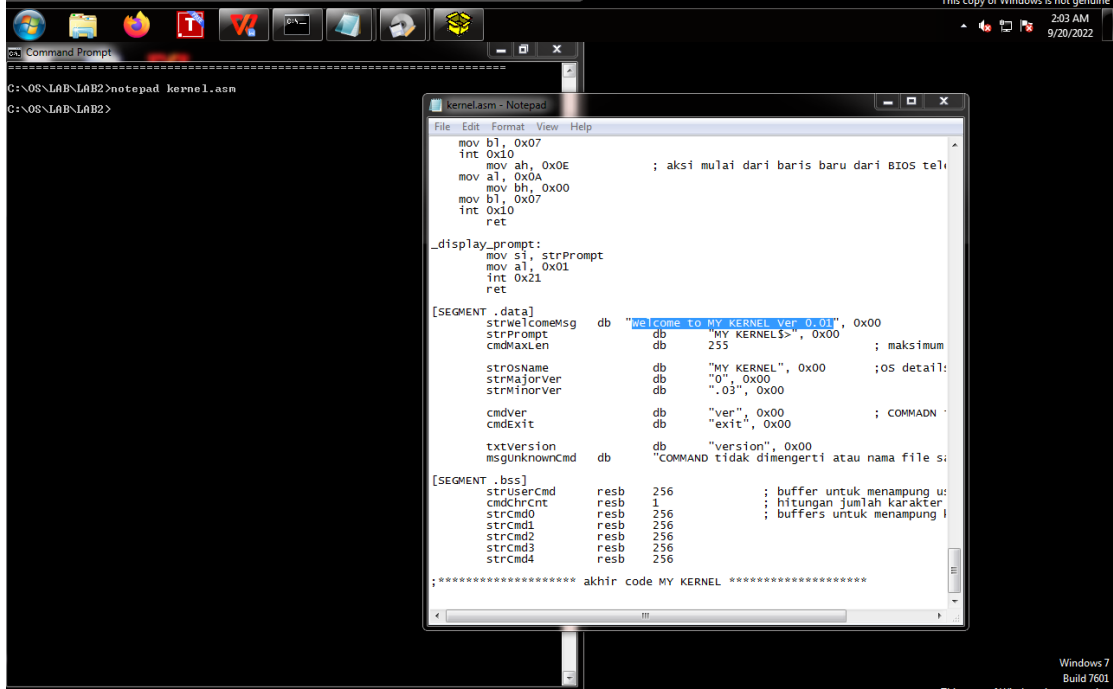 This copy of Windows is not genuine
2:03 AM
9/20/2022
Command Prompt
================================================================================
C:\OS\LAB\LAB2>notepad kernel.asm
C:\OS\LAB\LAB2>
kernel.asm - Notepad
File Edit Format View Help
mov bl, 0x07
int 0x10
mov ah, 0x0E ; aksi mulai dari baris baru dari BIOS tel
mov al, 0x0A
mov bh, 0x00
mov bl, 0x07
int 0x10
ret
_display_prompt:
mov si, strPrompt
mov al, 0x01
int 0x21
ret
[SEGMENT .data]
strWelcomeMsg db "Welcome to MY KERNEL Ver 0.01", 0x00
strPrompt db "MY KERNEL$>", 0x00
cmdMaxLen db 255 ; maksimum
strOsName db "MY KERNEL", 0x00 ;OS details
strMajorVer db "0", 0x00
strMinorVer db ".03", 0x00
cmdVer db "ver", 0x00 ; COMMADN
cmdExit db "exit", 0x00
txtVersion db "version", 0x00
msgUnknownCmd db "COMMAND tidak dimengerti atau nama file sa
[SEGMENT .bss]
strUserCmd resb 256 ; buffer untuk menampung us
cmdChrCnt resb 1 ; hitungan jumlah karakter
strCmd0 resb 256 ; buffers untuk menampung k
strCmd1 resb 256
strCmd2 resb 256
strCmd3 resb 256
strCmd4 resb 256
;******************** akhir code MY KERNEL ********************
Windows 7
Build 7601